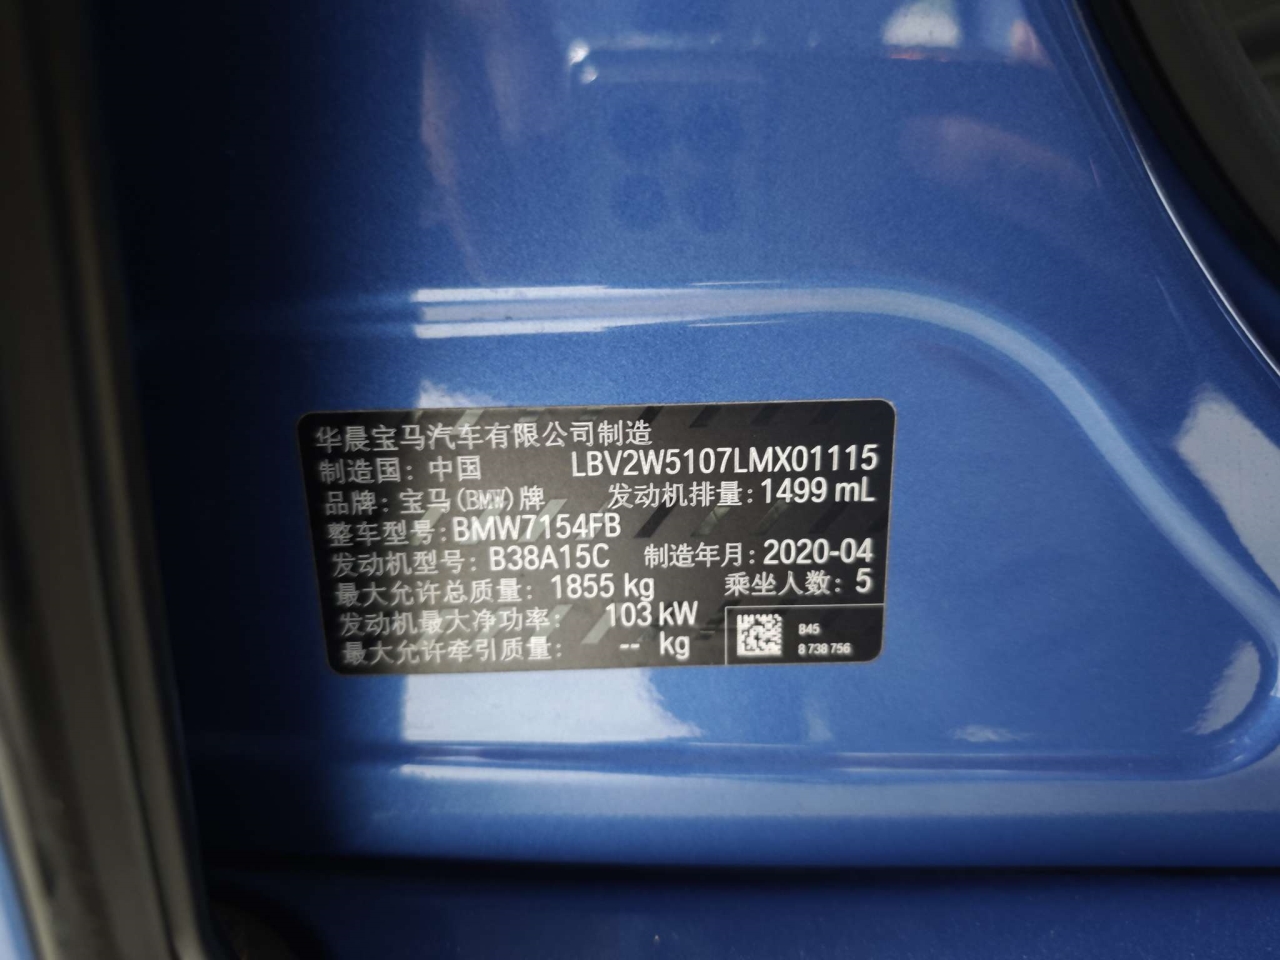 华晨宝马汽车有限公司制造
制造国: 中国 LBV2W5107LMX01115
品牌: 宝马(BMW)牌 发动机排量: 1499 mL
整车型号: BMW7154FB
发动机型号: B38A15C 制造年月: 2020-04
最大允许总质量: 1855 kg 乘坐人数: 5
发动机最大净功率: 103 kW
最大允许牵引质量: -- kg
B45
8 738 756